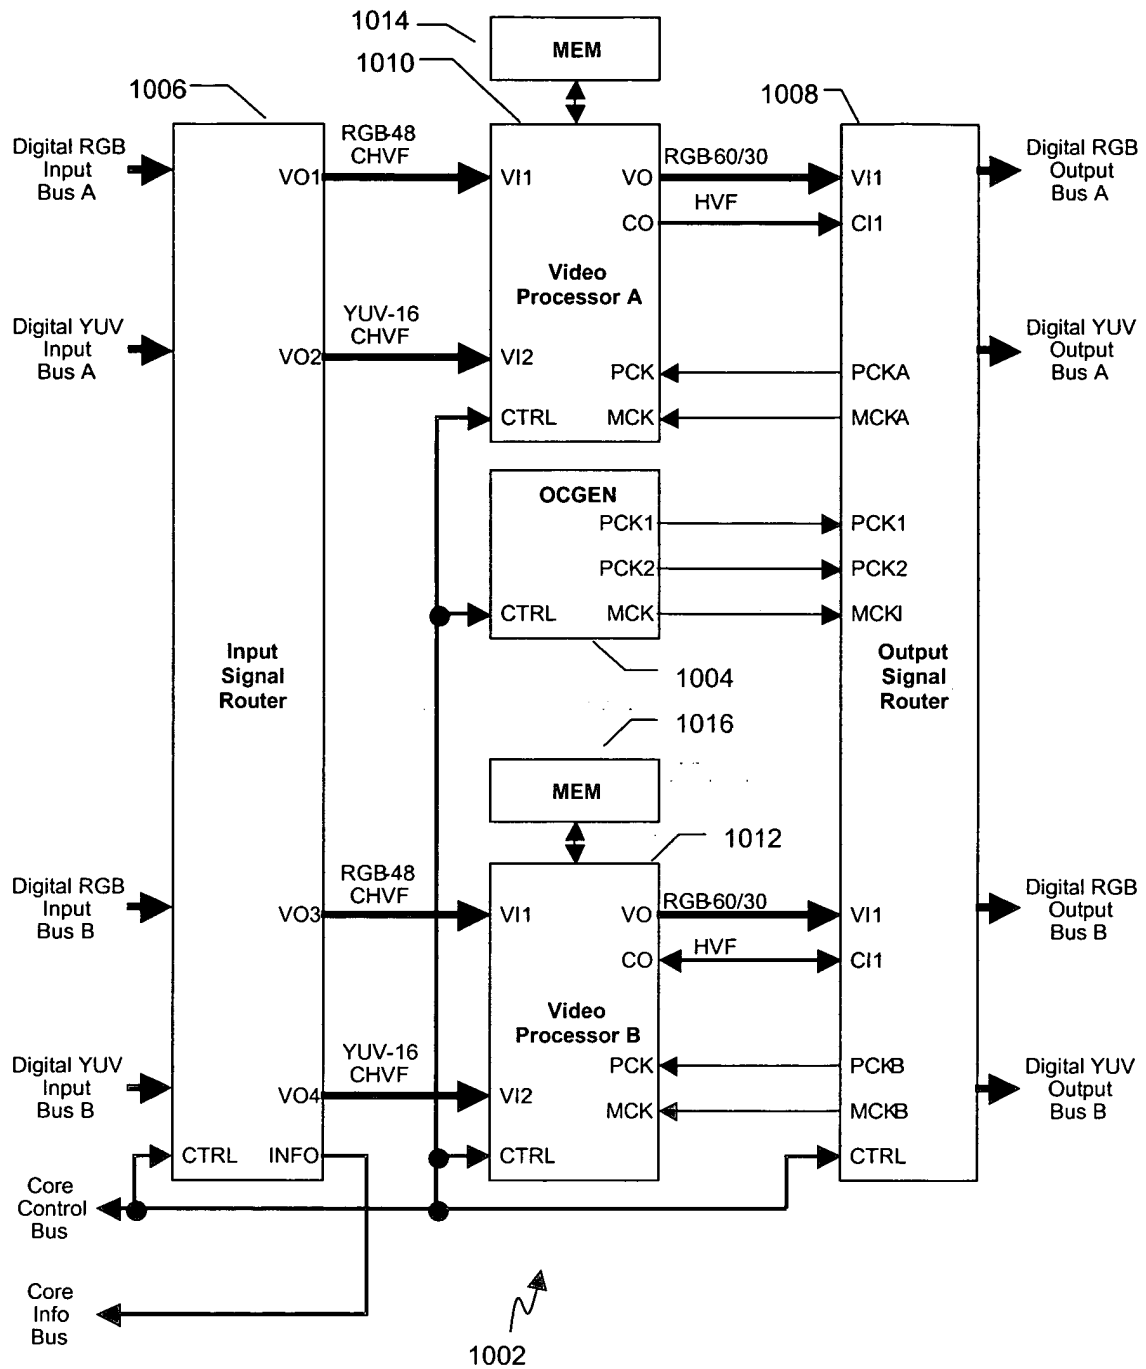 1014
MEM
1010
1006
1008
Digital RGB
Input
Bus A
RGB-48
CHVF
VO1
VI1
VO
RGB-60/30
VI1
Digital RGB
Output
Bus A
CO
HVF
CI1
Video
Processor A
Digital YUV
Input
Bus A
YUV-16
CHVF
VO2
VI2
PCK
PCKA
Digital YUV
Output
Bus A
CTRL
MCK
MCKA
OCGEN
PCK1
PCK1
PCK2
PCK2
CTRL
MCK
MCKI
1004
Input
Signal
Router
Output
Signal
Router
1016
MEM
1012
Digital RGB
Input
Bus B
RGB-48
CHVF
VO3
VI1
VO
RGB-60/30
VI1
Digital RGB
Output
Bus B
CO
HVF
CI1
Video
Processor B
Digital YUV
Input
Bus B
YUV-16
CHVF
VO4
VI2
PCK
PCKB
Digital YUV
Output
Bus B
MCK
MCKB
CTRL
INFO
CTRL
CTRL
Core
Control
Bus
Core
Info
Bus
1002